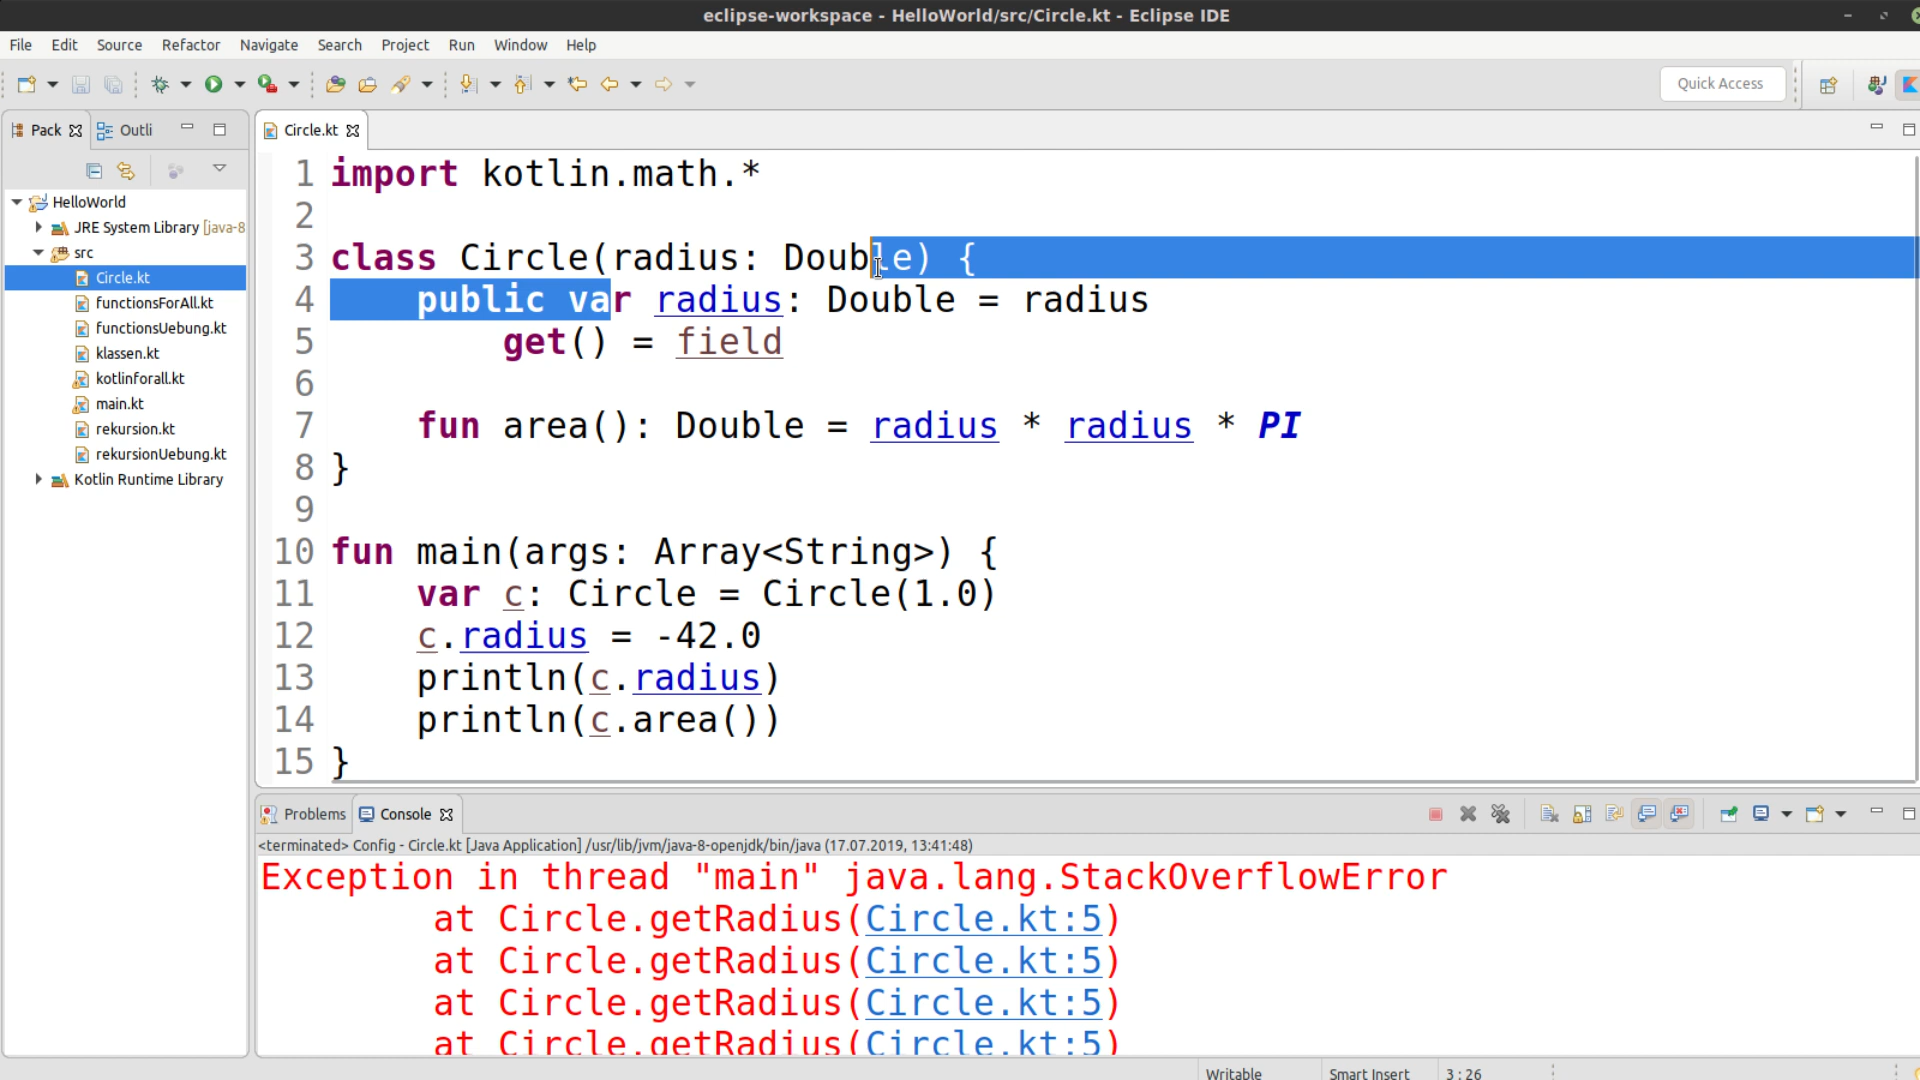 eclipse-workspace - HelloWorld/src/Circle.kt - Eclipse IDE
File Edit Source Refactor Navigate Search Project Run Window Help
Quick Access
Pack Outli
Circle.kt
HelloWorld
JRE System Library [java-8
src
Circle.kt
functionsForAll.kt
functionsUebung.kt
klassen.kt
kotlinforall.kt
main.kt
rekursion.kt
rekursionUebung.kt
Kotlin Runtime Library
1 import kotlin.math.*
2
3 class Circle(radius: Double) {
4 public var radius: Double = radius
5 get() = field
6
7 fun area(): Double = radius * radius * PI
8 }
9
10 fun main(args: Array<String>) {
11 var c: Circle = Circle(1.0)
12 c.radius = -42.0
13 println(c.radius)
14 println(c.area())
15 }
Problems Console
<terminated> Config - Circle.kt [Java Application] /usr/lib/jvm/java-8-openjdk/bin/java (17.07.2019, 13:41:48)
Exception in thread "main" java.lang.StackOverflowError
at Circle.getRadius(Circle.kt:5)
at Circle.getRadius(Circle.kt:5)
at Circle.getRadius(Circle.kt:5)
at Circle.getRadius(Circle.kt:5)
Writable Smart Insert 3 : 26